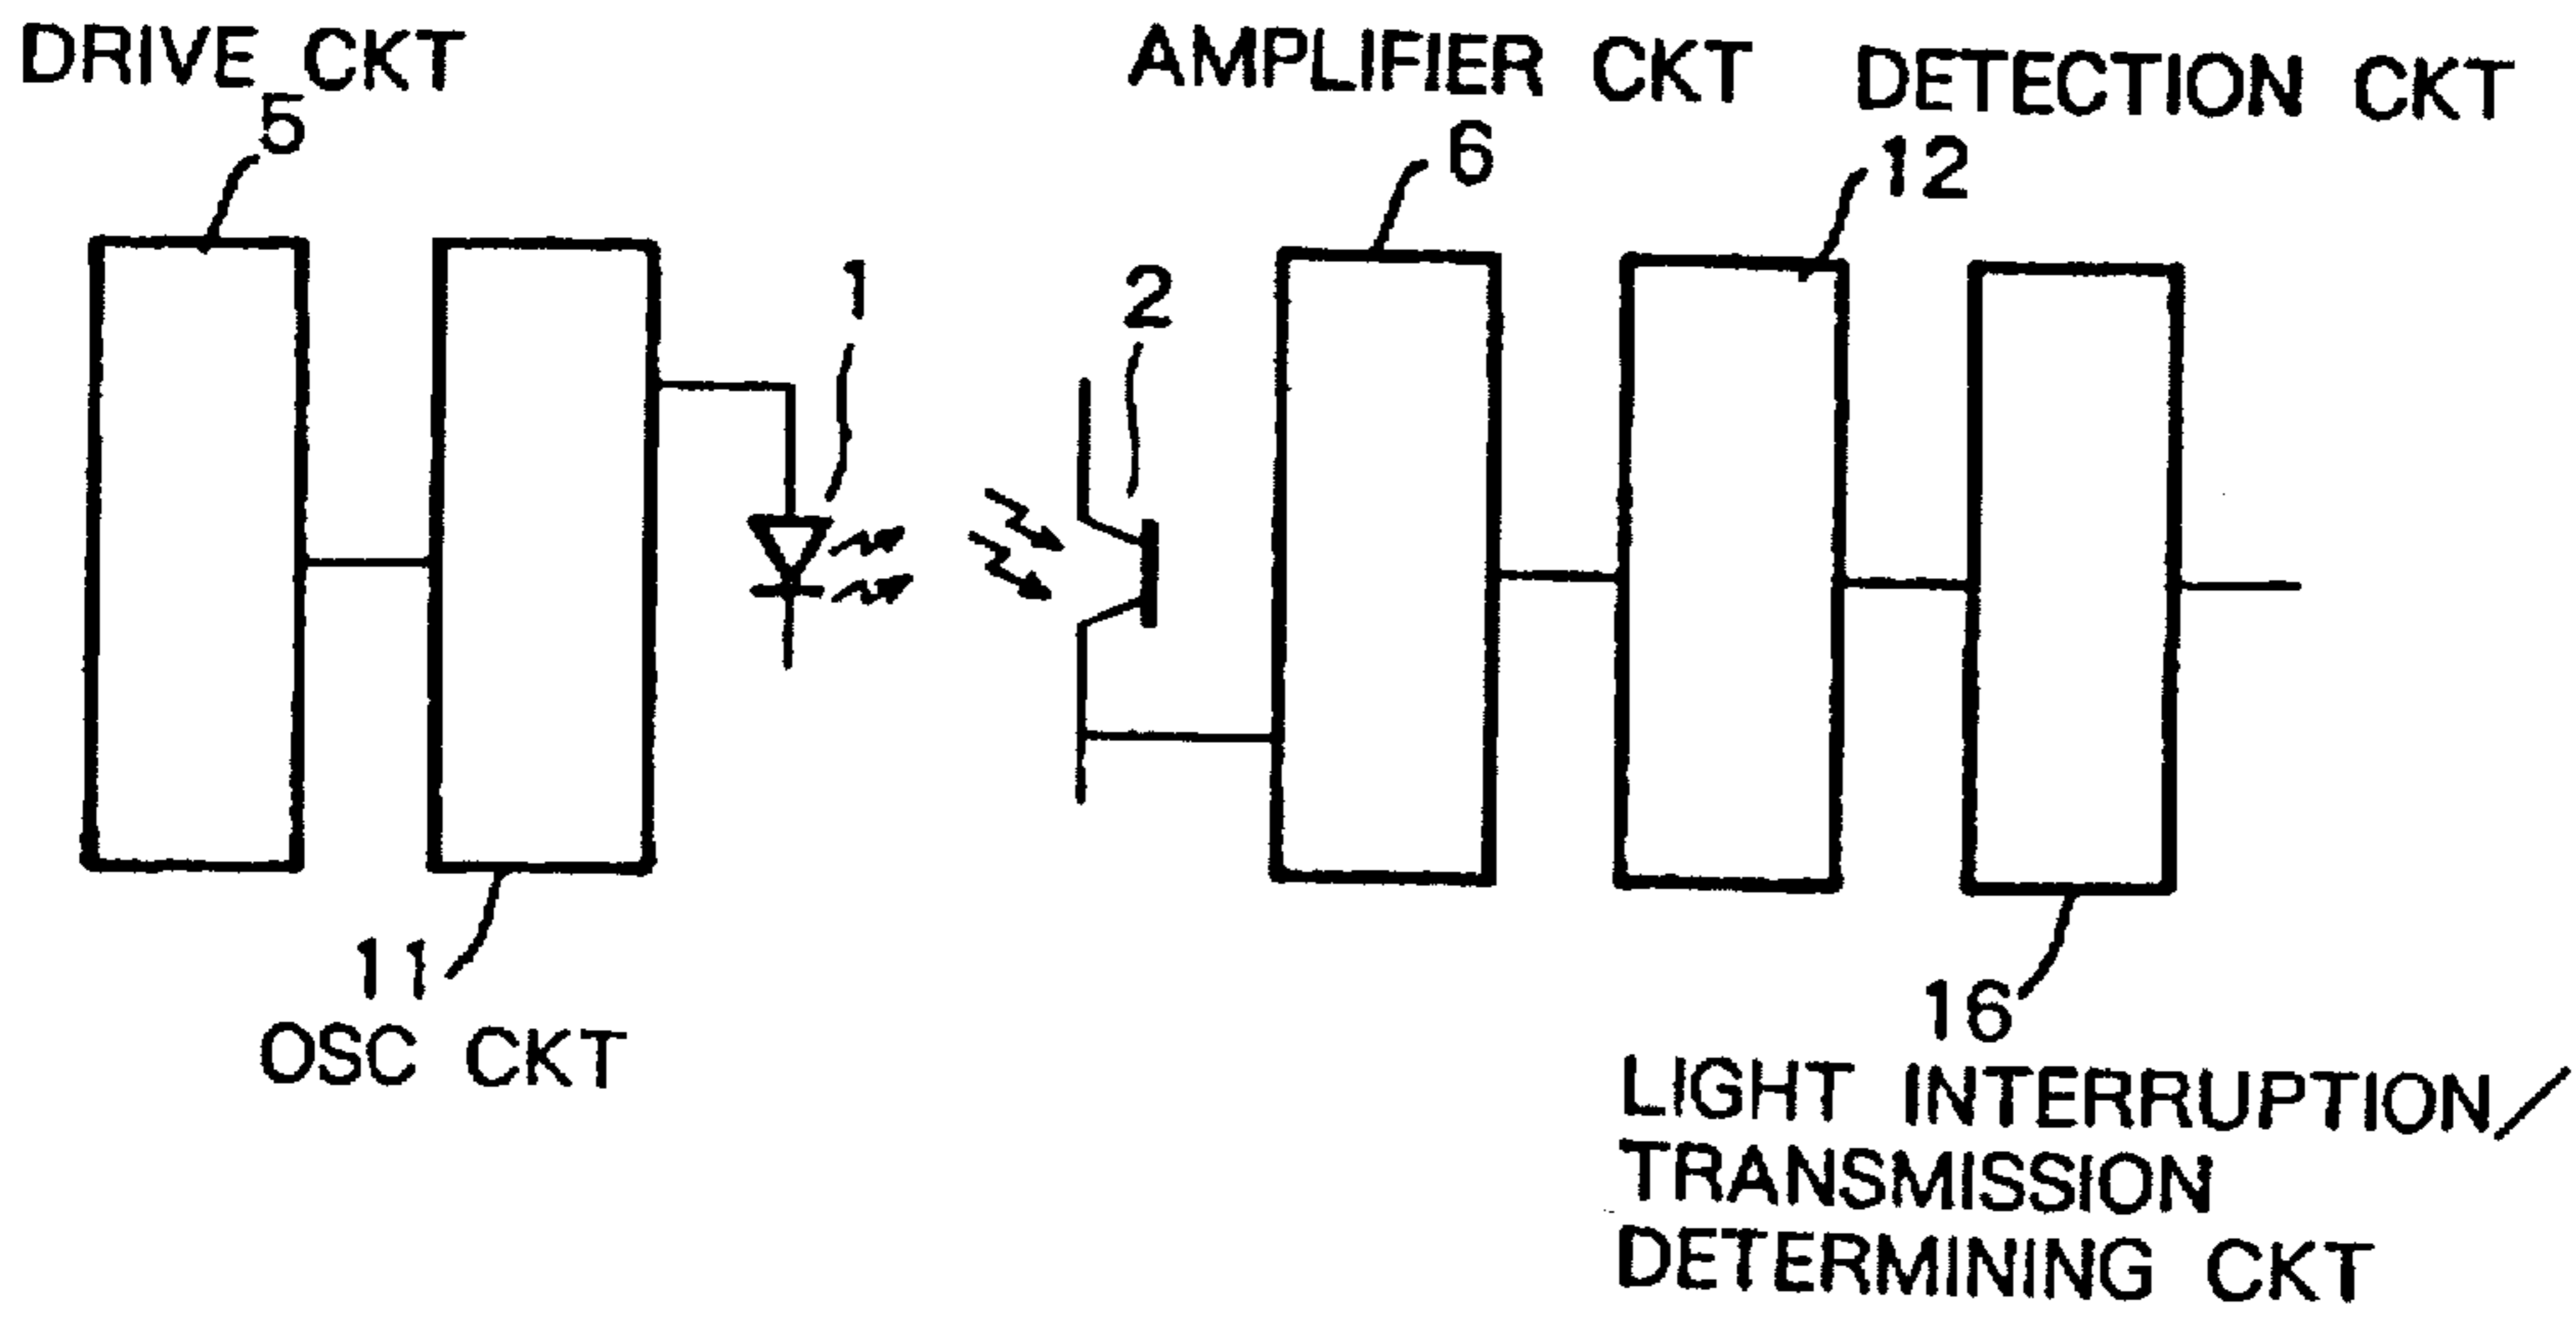 DRIVE CKT
5
AMPLIFIER CKT
6
DETECTION CKT
12
1
2
11
OSC CKT
16
LIGHT INTERRUPTION/
TRANSMISSION
DETERMINING CKT